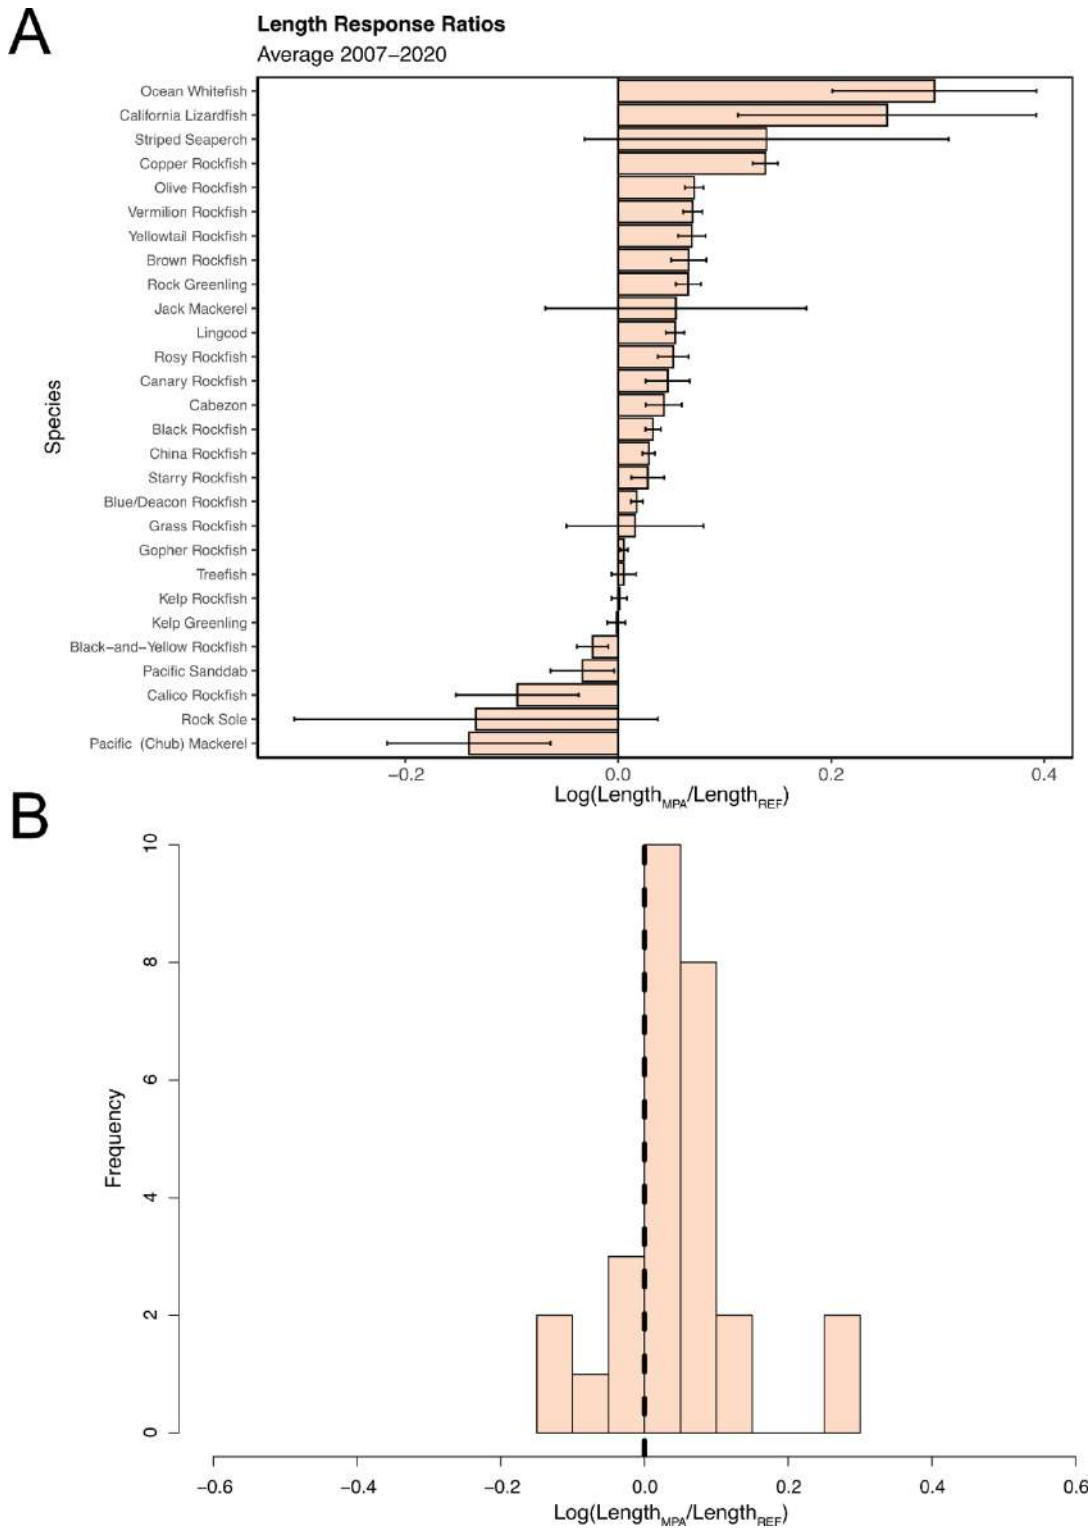 A
Length Response Ratios
Average 2007−2020
Species
Ocean Whitefish
California Lizardfish
Striped Seaperch
Copper Rockfish
Olive Rockfish
Vermilion Rockfish
Yellowtail Rockfish
Brown Rockfish
Rock Greenling
Jack Mackerel
Lingcod
Rosy Rockfish
Canary Rockfish
Cabezon
Black Rockfish
China Rockfish
Starry Rockfish
Blue/Deacon Rockfish
Grass Rockfish
Gopher Rockfish
Treefish
Kelp Rockfish
Kelp Greenling
Black−and−Yellow Rockfish
Pacific Sanddab
Calico Rockfish
Rock Sole
Pacific (Chub) Mackerel
−0.2 0.0 0.2 0.4
Log(Length_MPA/Length_REF)
B
Frequency
10
8
6
4
2
0
−0.6 −0.4 −0.2 0.0 0.2 0.4 0.6
Log(Length_MPA/Length_REF)